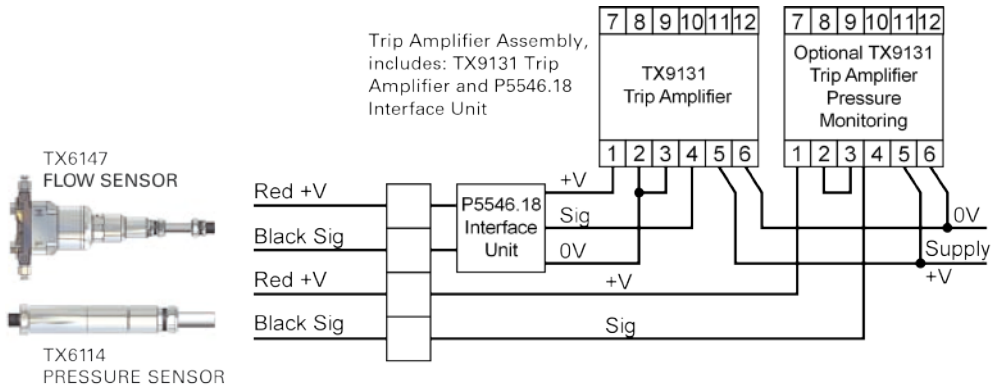 Trip Amplifier Assembly,
includes: TX9131 Trip
Amplifier and P5546.18
Interface Unit
7 8 9 10 11 12
TX9131
Trip Amplifier
1 2 3 4 5 6
7 8 9 10 11 12
Optional TX9131
Trip Amplifier
Pressure
Monitoring
1 2 3 4 5 6
TX6147
FLOW SENSOR
Red +V
Black Sig
Red +V
Black Sig
P5546.18
Interface
Unit
+V
Sig
0V
+V
Sig
0V
Supply
+V
TX6114
PRESSURE SENSOR